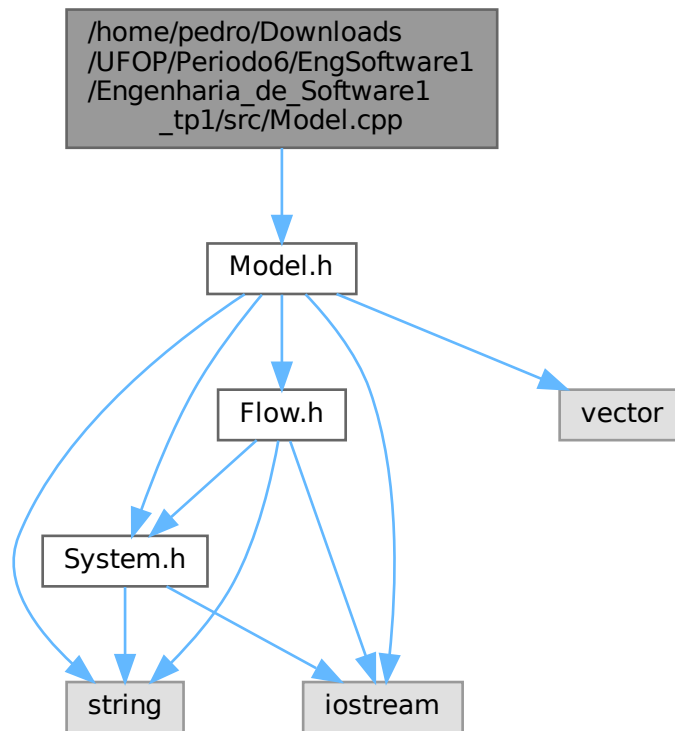 /home/pedro/Downloads
/UFOP/Periodo6/EngSoftware1
/Engenharia_de_Software1
_tp1/src/Model.cpp
Model.h
Flow.h
vector
System.h
string
iostream